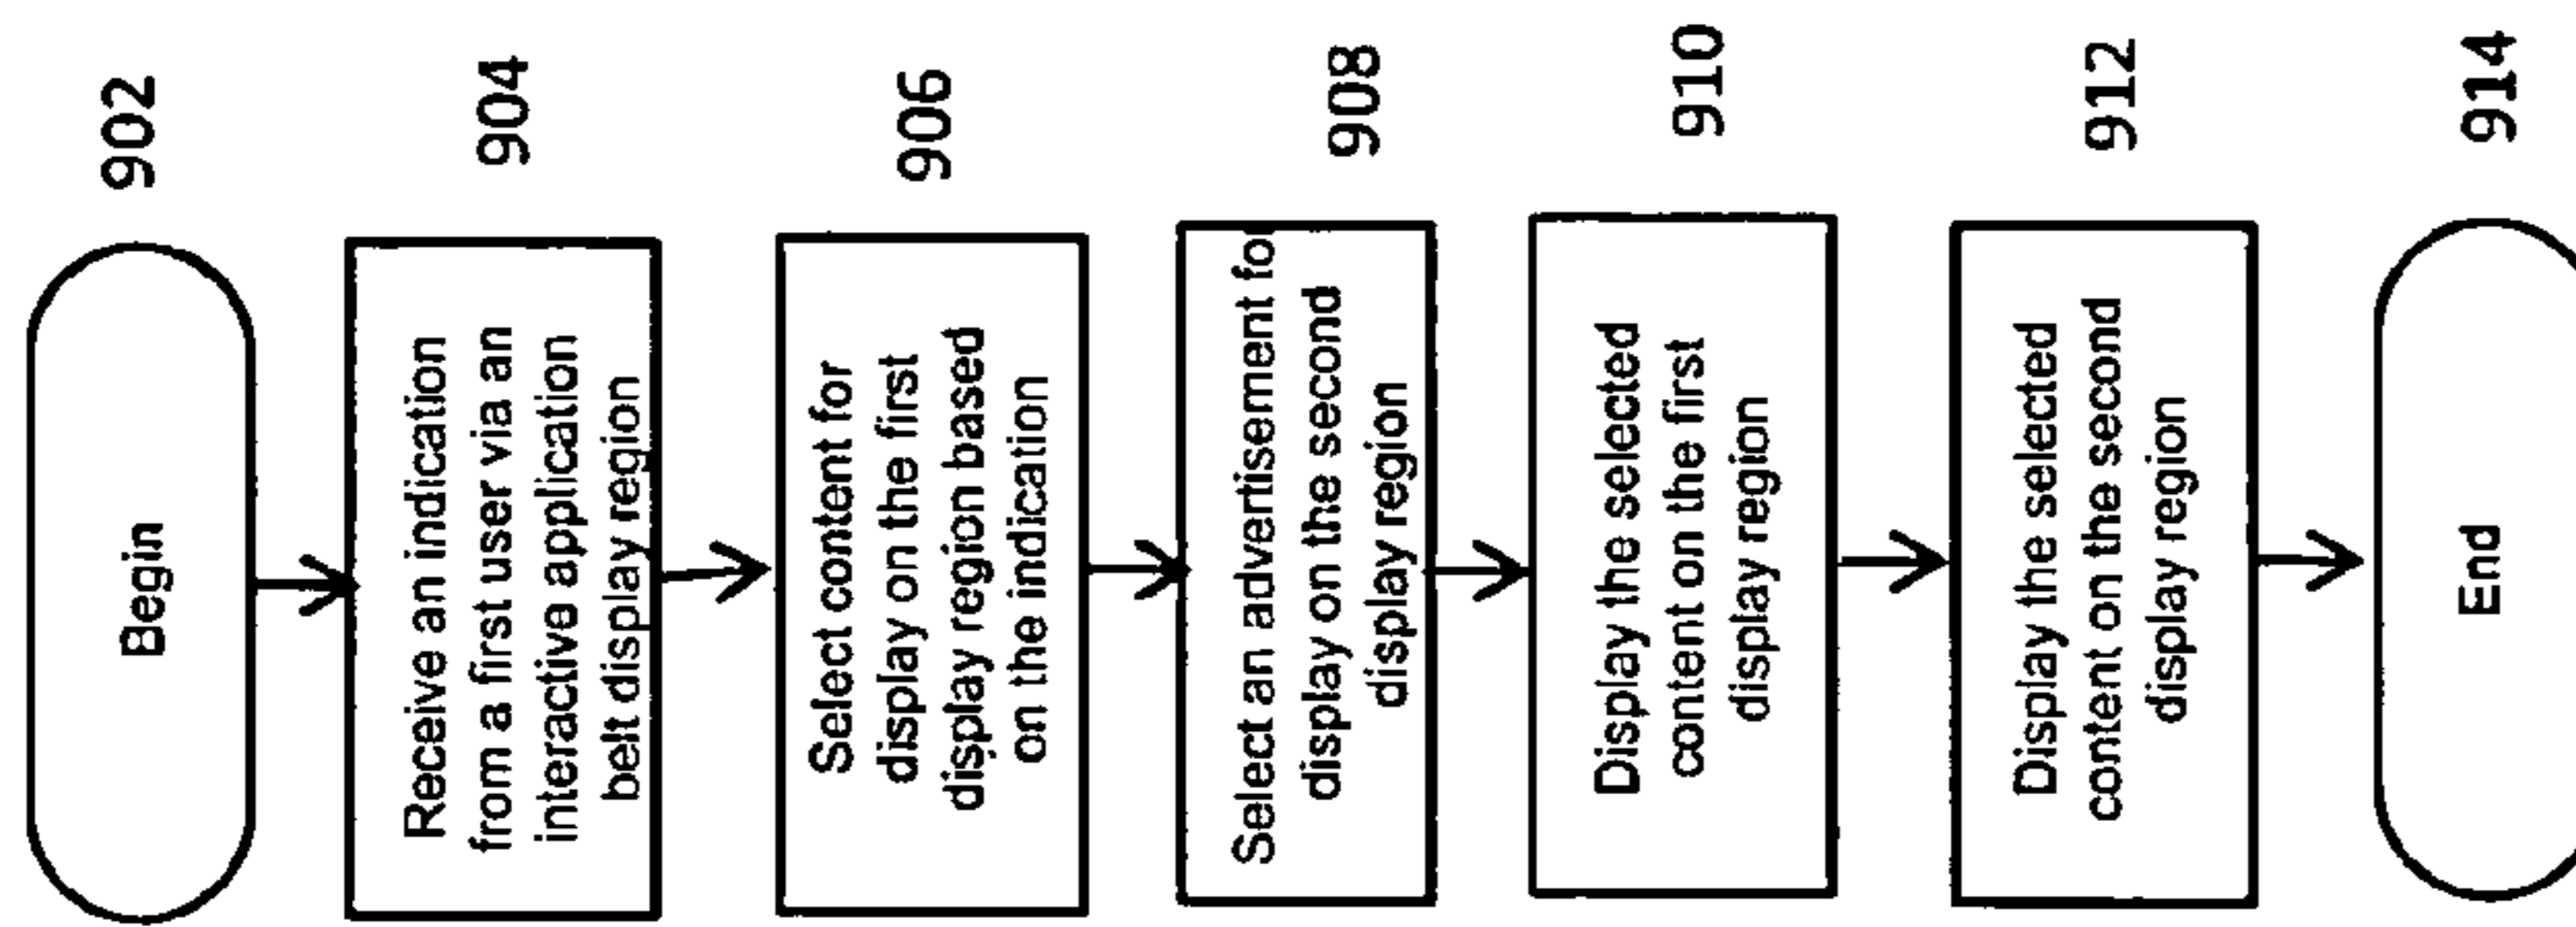 Begin
902
Receive an indication
from a first user via an
interactive application
belt display region
904
Select content for
display on the first
display region based
on the indication
906
Select an advertisement fo
display on the second
display region
908
Display the selected
content on the first
display region
910
Display the selected
content on the second
display region
912
End
914